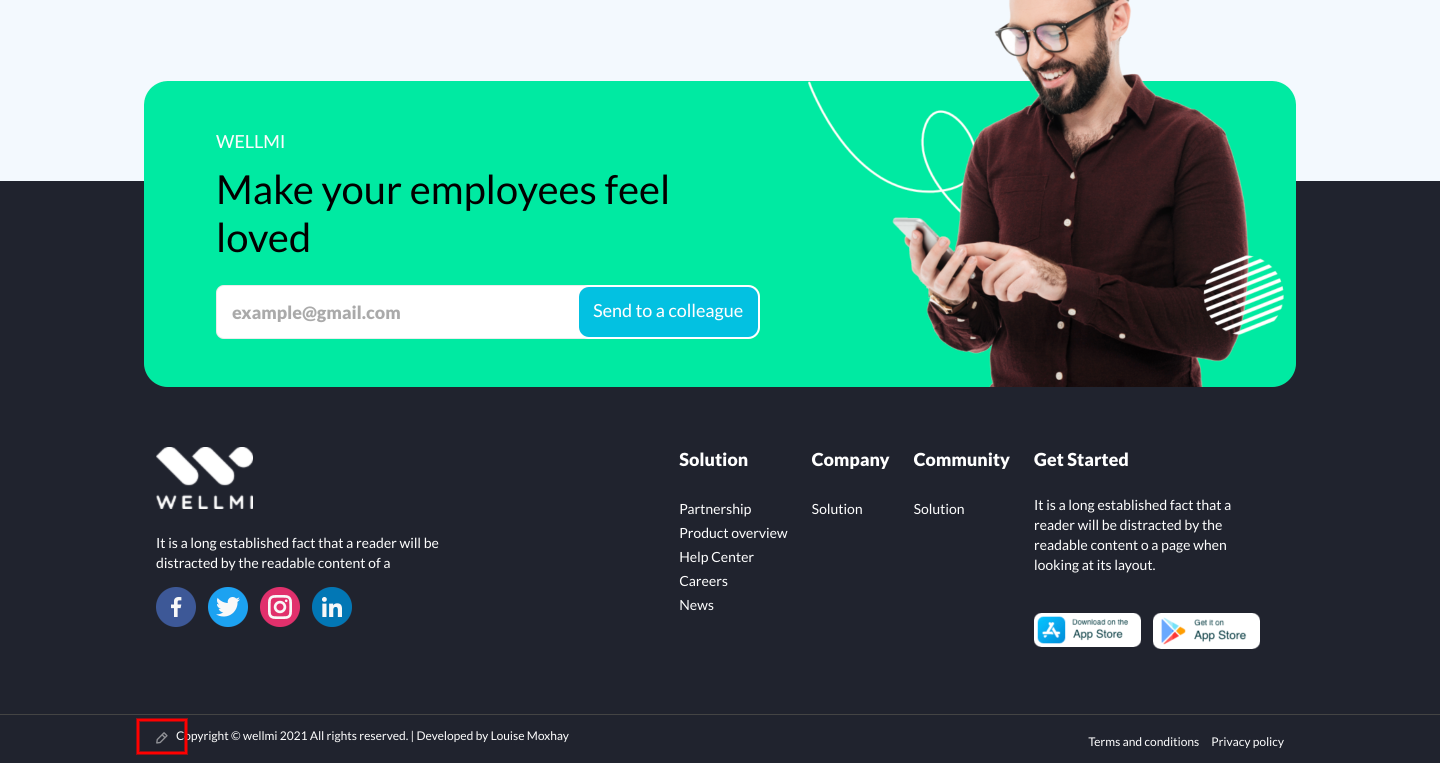 WELLMI
Make your employees feel
loved
example@gmail.com
Send to a colleague
WELLMI
It is a long established fact that a reader will be
distracted by the readable content of a
Solution
Partnership
Product overview
Help Center
Careers
News
Company
Solution
Community
Solution
Get Started
It is a long established fact that a
reader will be distracted by the
readable content o a page when
looking at its layout.
Download on the
App Store
Get it on
App Store
Copyright © wellmi 2021 All rights reserved. | Developed by Louise Moxhay
Terms and conditions
Privacy policy